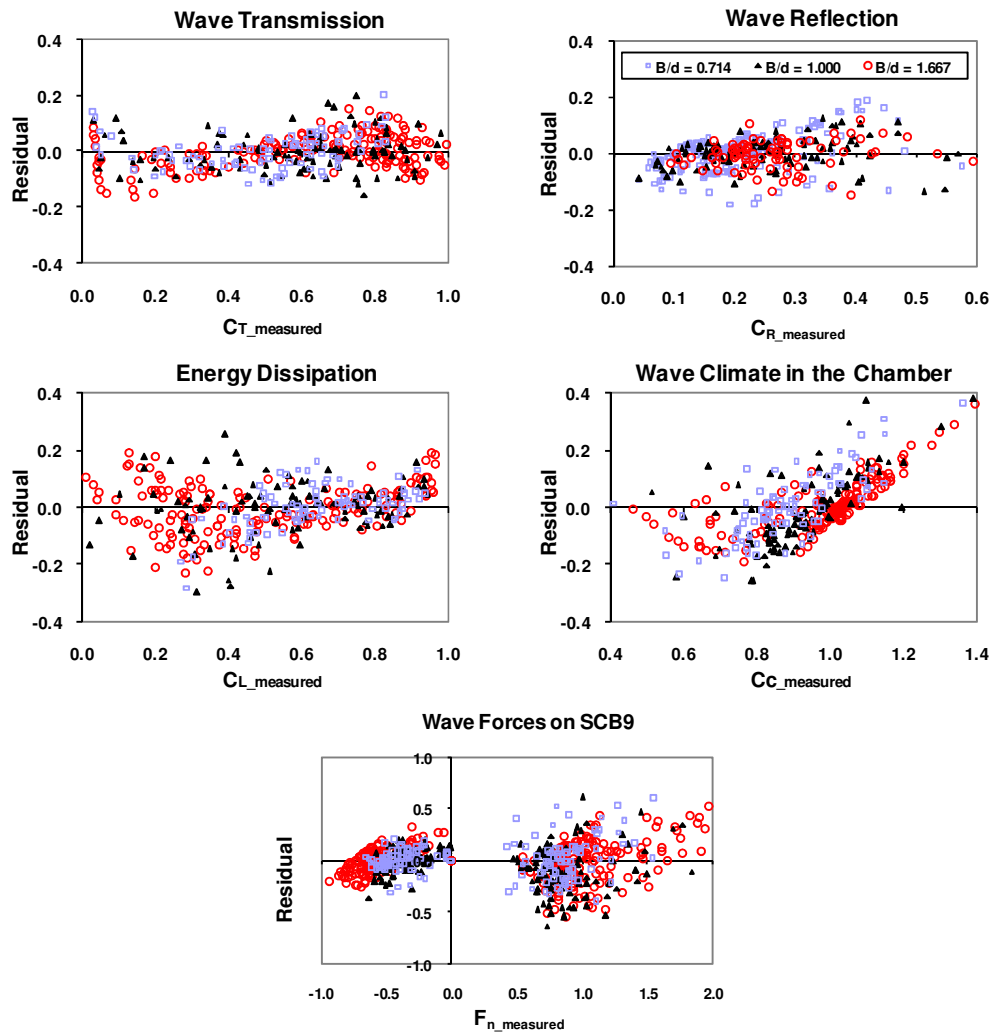 Wave Transmission
0.4
0.2
0.0
-0.2
-0.4
Residual
0.0 0.2 0.4 0.6 0.8 1.0
CT_measured
Wave Reflection
0.4
0.2
0.0
-0.2
-0.4
Residual
B/d = 0.714 B/d = 1.000 B/d = 1.667
0.0 0.1 0.2 0.3 0.4 0.5 0.6
CR_measured
Energy Dissipation
0.4
0.2
0.0
-0.2
-0.4
Residual
0.0 0.2 0.4 0.6 0.8 1.0
CL_measured
Wave Climate in the Chamber
0.4
0.2
0.0
-0.2
-0.4
Residual
0.4 0.6 0.8 1.0 1.2 1.4
CC_measured
Wave Forces on SCB9
1.0
0.5
0.0
-0.5
-1.0
Residual
-1.0 -0.5 0.0 0.5 1.0 1.5 2.0
Fn_measured